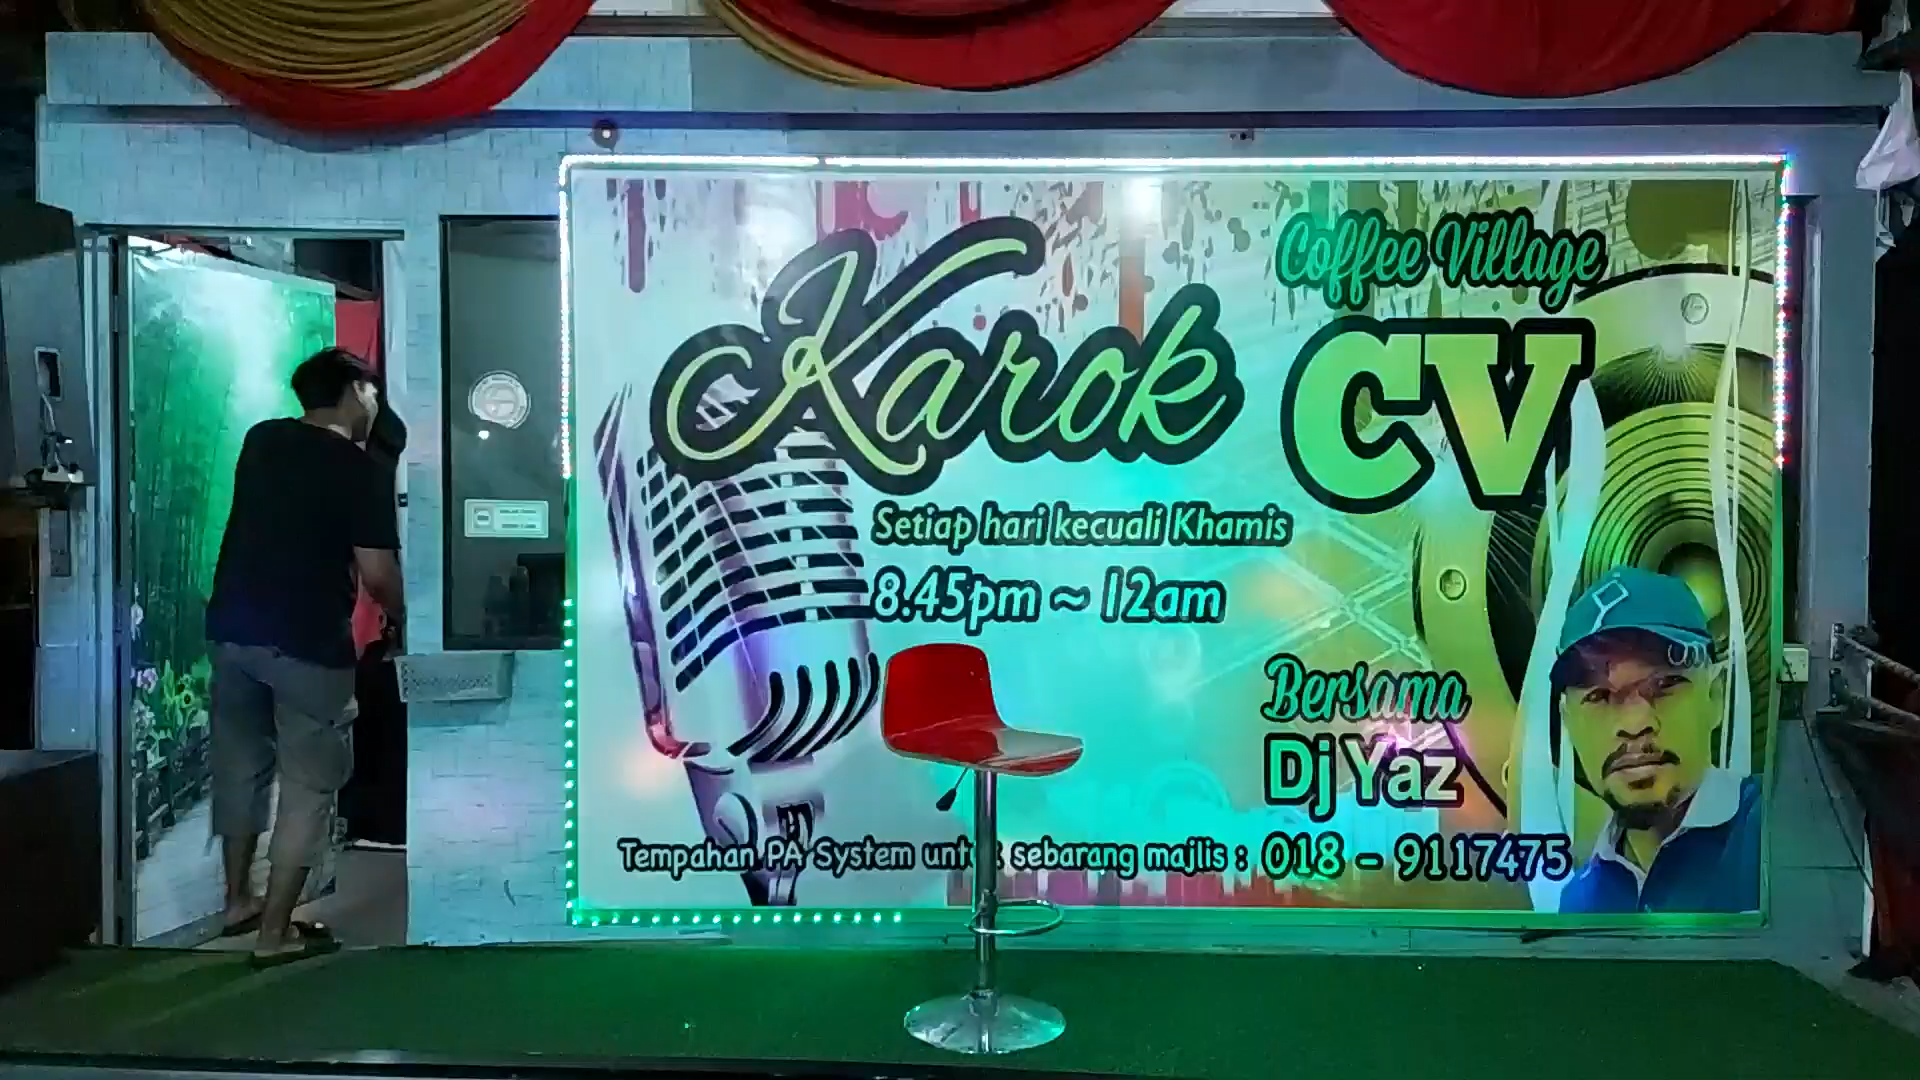 Karok
Coffee Village
CV
Setiap hari kecuali Khamis
8.45pm ~ 12am
Bersama
Dj Yaz
Tempahan PA System untuk sebarang majlis : 018 - 9117475